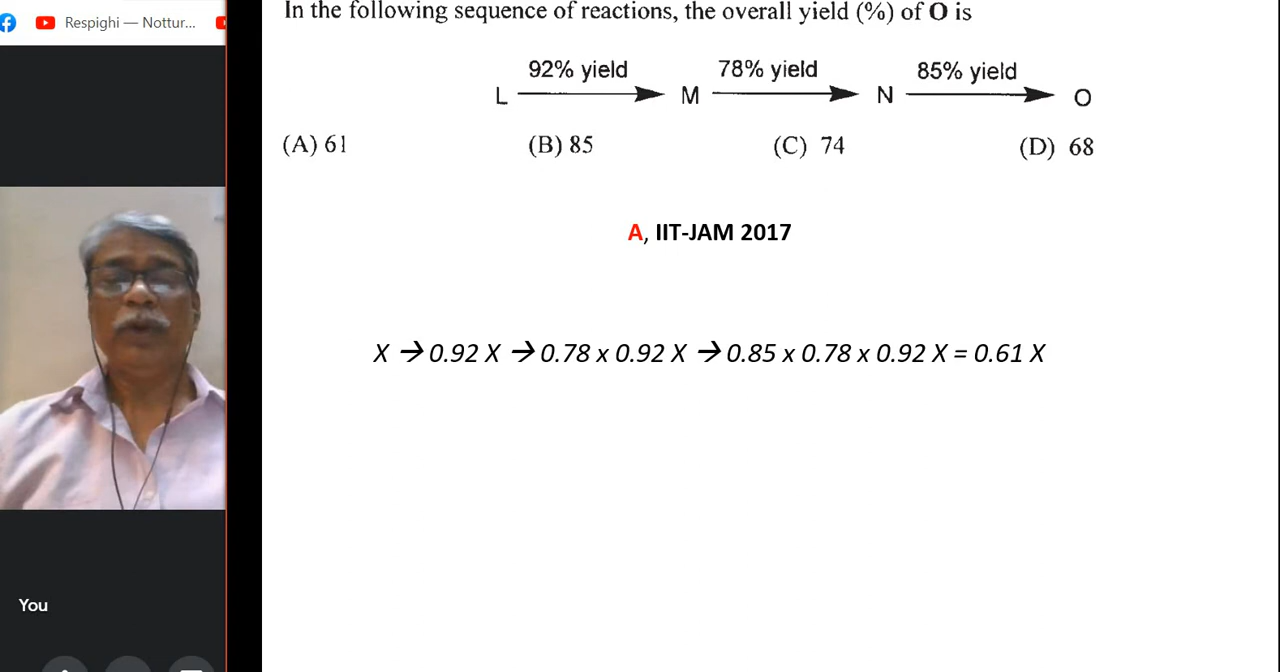 Respighi — Nottur...
In the following sequence of reactions, the overall yield (%) of O is
92% yield 78% yield 85% yield
L M N O
(A) 61 (B) 85 (C) 74 (D) 68
A, IIT-JAM 2017
X → 0.92 X → 0.78 x 0.92 X → 0.85 x 0.78 x 0.92 X = 0.61 X
You